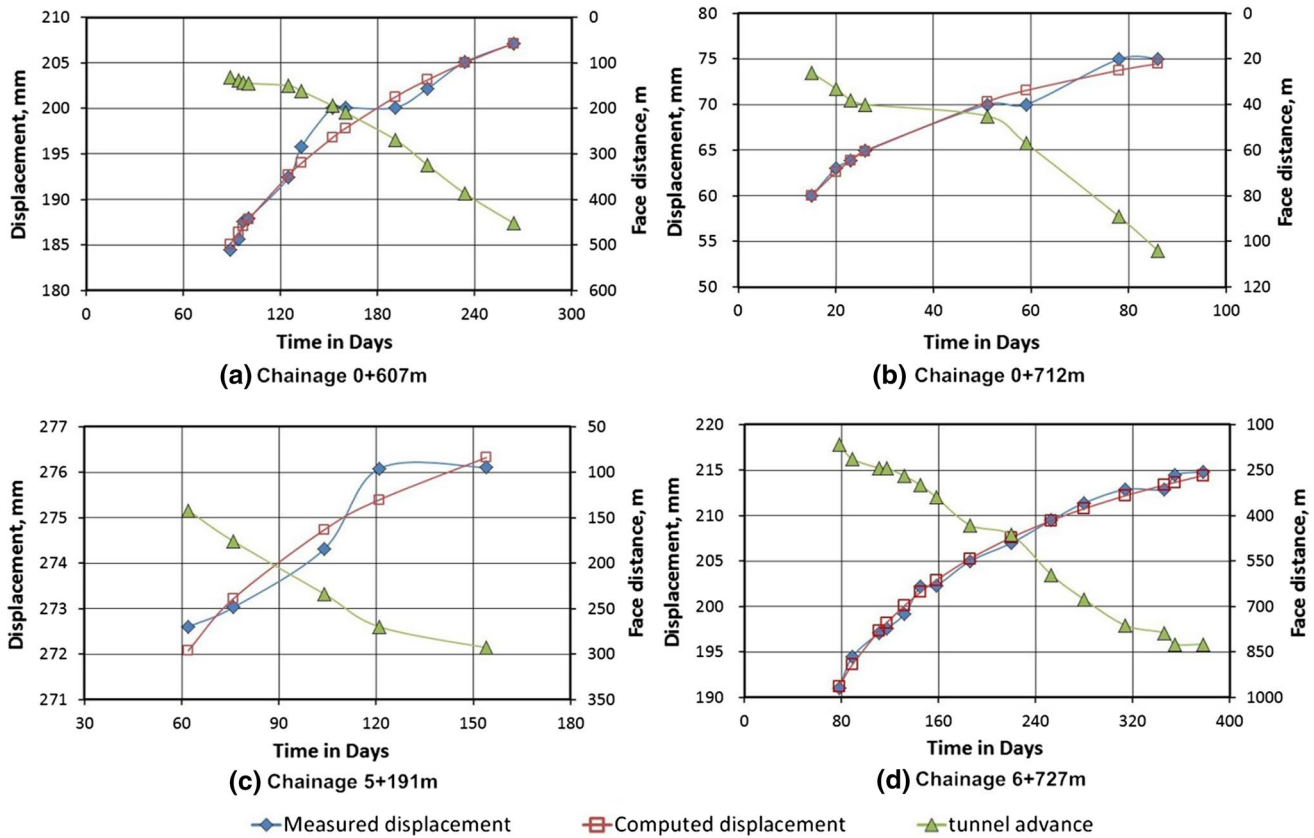 210
205
200
195
190
185
180
Displacement, mm
0
100
200
300
400
500
600
Face distance, m
0 60 120 180 240 300
Time in Days
(a) Chainage 0+607m
80
75
70
65
60
55
50
Displacement, mm
0
20
40
60
80
100
120
Face distance, m
0 20 40 60 80 100
Time in Days
(b) Chainage 0+712m
277
276
275
274
273
272
271
Displacement, mm
50
100
150
200
250
300
350
Face distance, m
30 60 90 120 150 180
Time in Days
(c) Chainage 5+191m
220
215
210
205
200
195
190
Displacement, mm
100
250
400
550
700
850
1000
Face distance, m
0 80 160 240 320 400
Time in Days
(d) Chainage 6+727m
Measured displacement Computed displacement tunnel advance